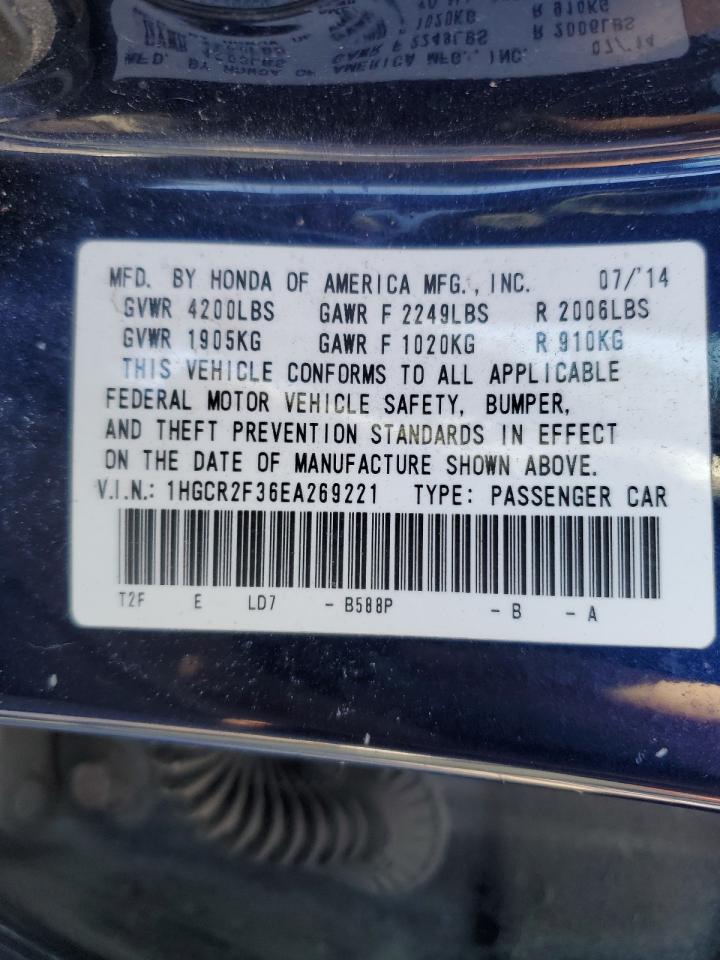 MFD. BY HONDA OF AMERICA MFG., INC. 07/'14
GVWR 4200LBS GAWR F 2249LBS R 2006LBS
GVWR 1905KG GAWR F 1020KG R 910KG
THIS VEHICLE CONFORMS TO ALL APPLICABLE
FEDERAL MOTOR VEHICLE SAFETY, BUMPER,
AND THEFT PREVENTION STANDARDS IN EFFECT
ON THE DATE OF MANUFACTURE SHOWN ABOVE.
V.I.N.: 1HGCR2F36EA269221 TYPE: PASSENGER CAR
T2F E LD7 - B588P - B - A